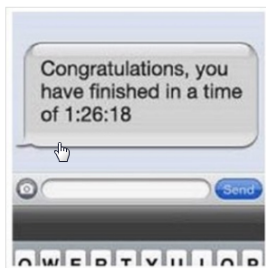 Congratulations, you
have finished in a time
of 1:26:18
Send
Q W E R T Y U I O P